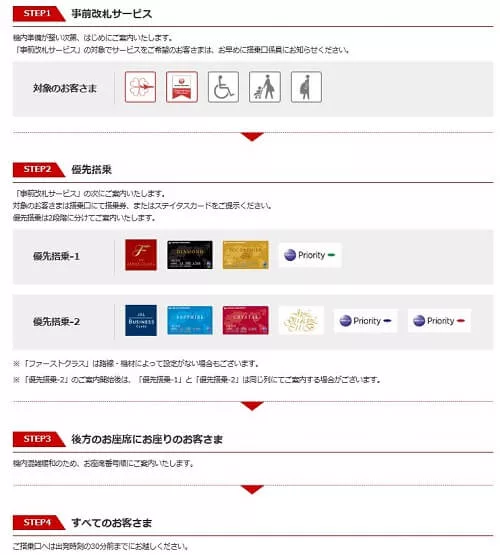 STEP1 事前改札サービス
機内準備が整い次第、はじめにご案内いたします。
「事前改札サービス」の対象でサービスをご希望のお客さまは、お早めに搭乗口係員にお知らせください。
対象のお客さま
STEP2 優先搭乗
「事前改札サービス」の次にご案内いたします。
対象のお客さまは搭乗口にて搭乗券、またはステイタスカードをご提示ください。
優先搭乗は2段階に分けてご案内いたします。
優先搭乗-1
F
DIAMOND
JGC PREMIER
Priority
優先搭乗-2
JAL
BUSINESS
CLASS
SAPPHIRE
CRYSTAL
Priority
Priority
※ 「ファーストクラス」は路線・機材によって設定がない場合もございます。
※ 「優先搭乗-2」のご案内開始後は、「優先搭乗-1」と「優先搭乗-2」は同じ列にてご案内する場合がございます。
STEP3 後方のお座席にお座りのお客さま
機内混雑緩和のため、お座席番号順にご案内いたします。
STEP4 すべてのお客さま
ご搭乗口へは出発時刻の30分前までにお越しください。